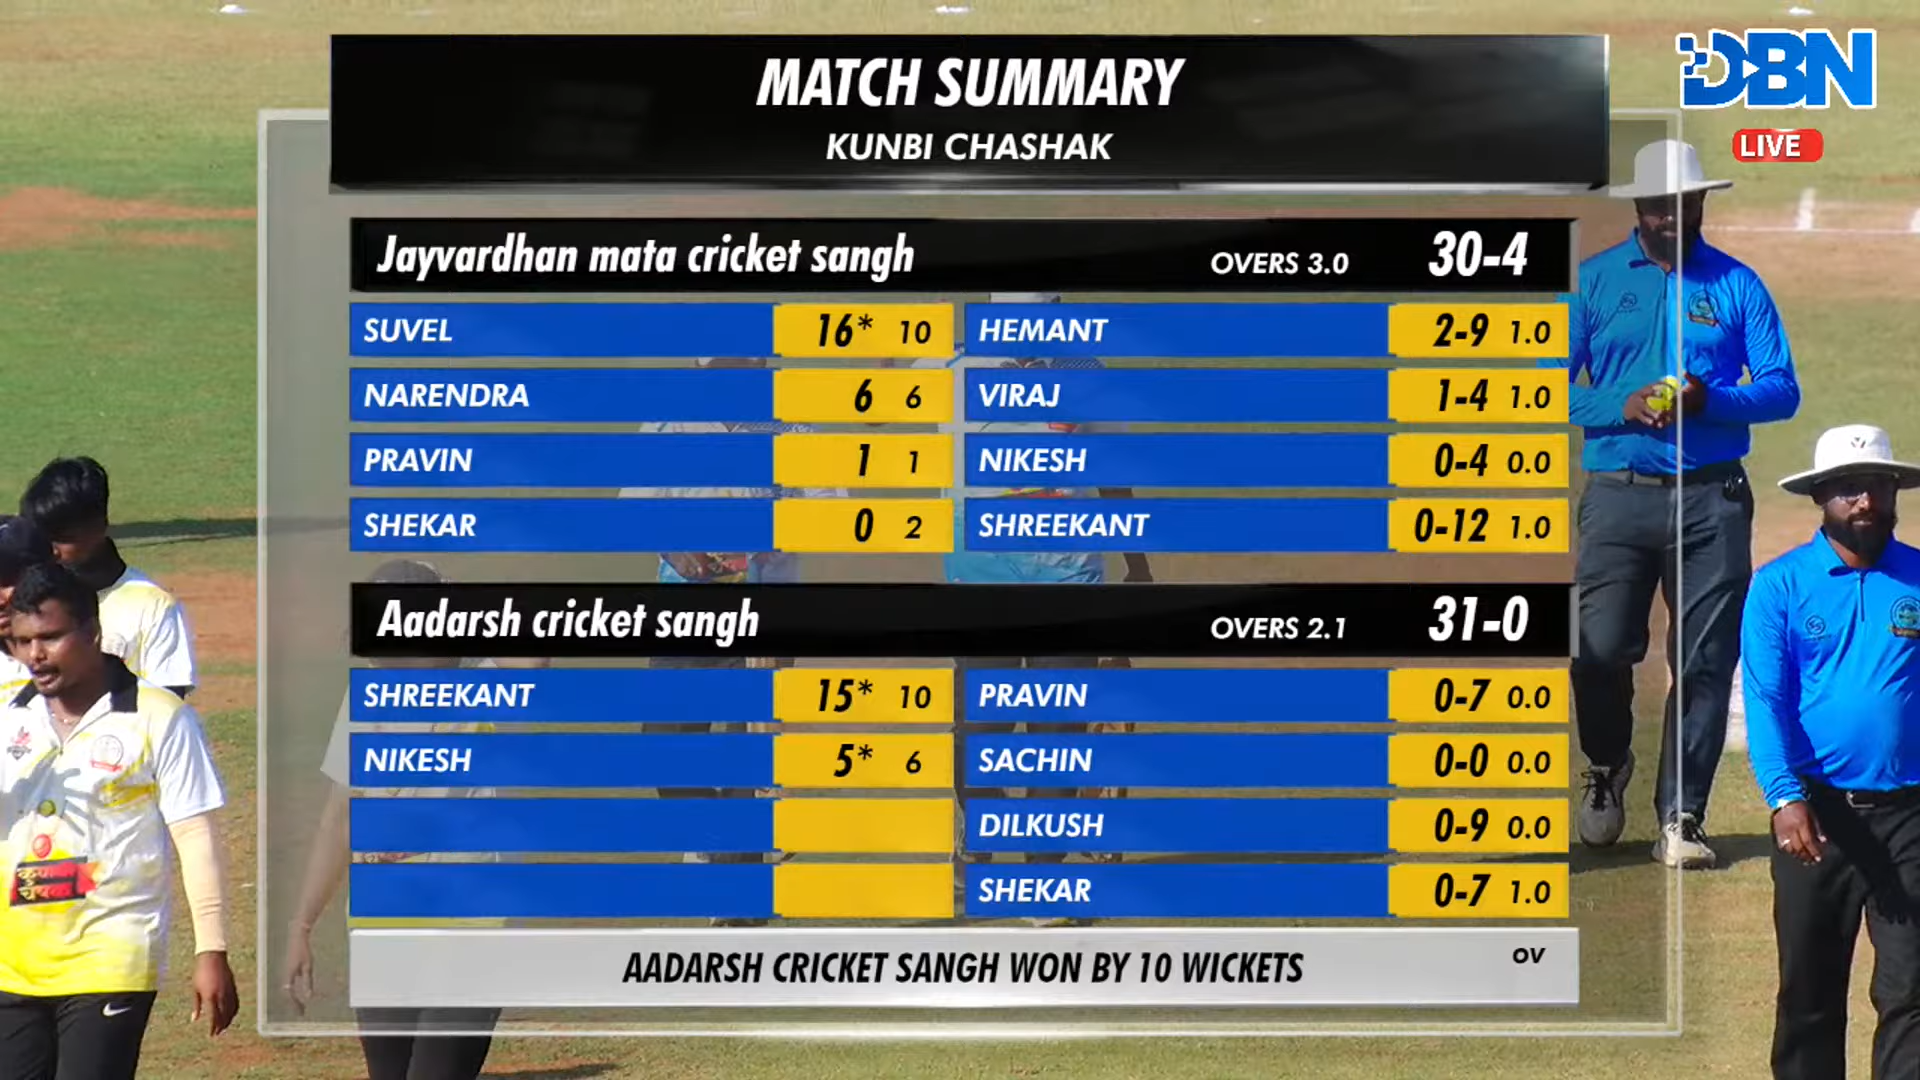 MATCH SUMMARY
KUNBI CHASHAK
DBN
LIVE
Jayvardhan mata cricket sangh OVERS 3.0 30-4
SUVEL 16* 10 HEMANT 2-9 1.0
NARENDRA 6 6 VIRAJ 1-4 1.0
PRAVIN 1 1 NIKESH 0-4 0.0
SHEKAR 0 2 SHREEKANT 0-12 1.0
Aadarsh cricket sangh OVERS 2.1 31-0
SHREEKANT 15* 10 PRAVIN 0-7 0.0
NIKESH 5* 6 SACHIN 0-0 0.0
DILKUSH 0-9 0.0
SHEKAR 0-7 1.0
AADARSH CRICKET SANGH WON BY 10 WICKETS OV